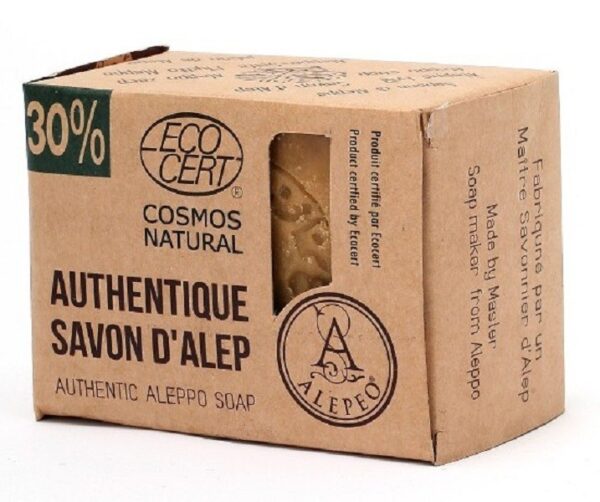 30%
ECO
CERT
®
COSMOS
NATURAL
Produit certifié par Ecocert
Product certified by Ecocert
AUTHENTIQUE
SAVON D'ALEP
AUTHENTIC ALEPPO SOAP
A
ALEPEO
Fabriqune par un
Maître Savonnier d'Alep
Made by Master
Soap maker from Aleppo